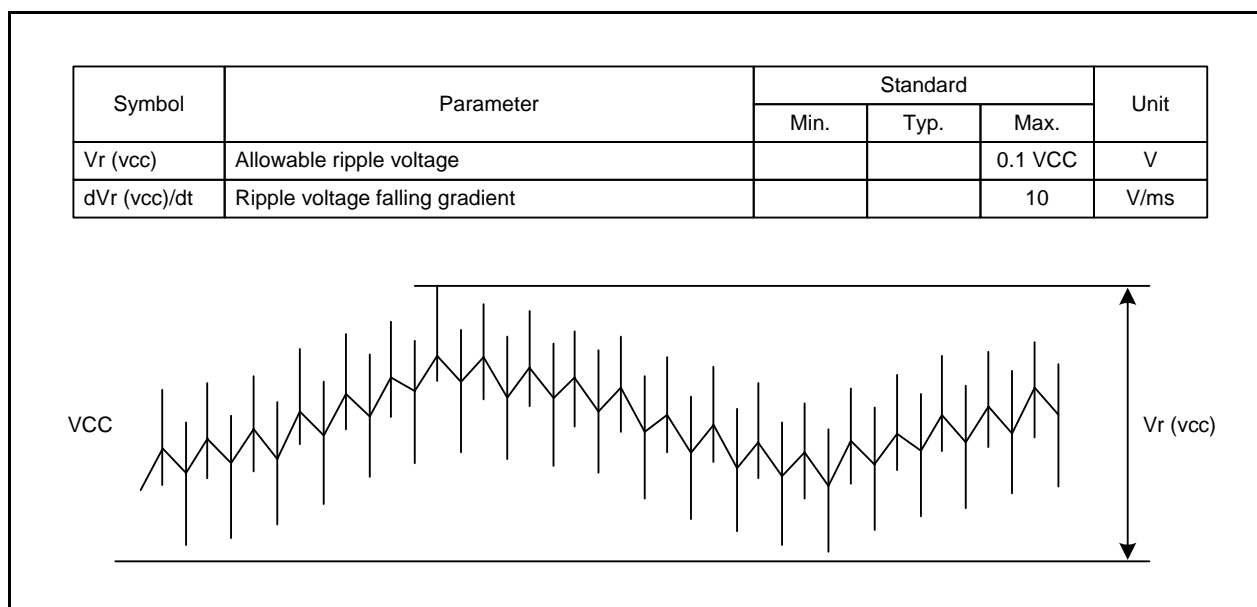 Symbol Parameter Standard Unit
Min. Typ. Max.
Vr (vcc) Allowable ripple voltage 0.1 VCC V
dVr (vcc)/dt Ripple voltage falling gradient 10 V/ms
VCC
Vr (vcc)